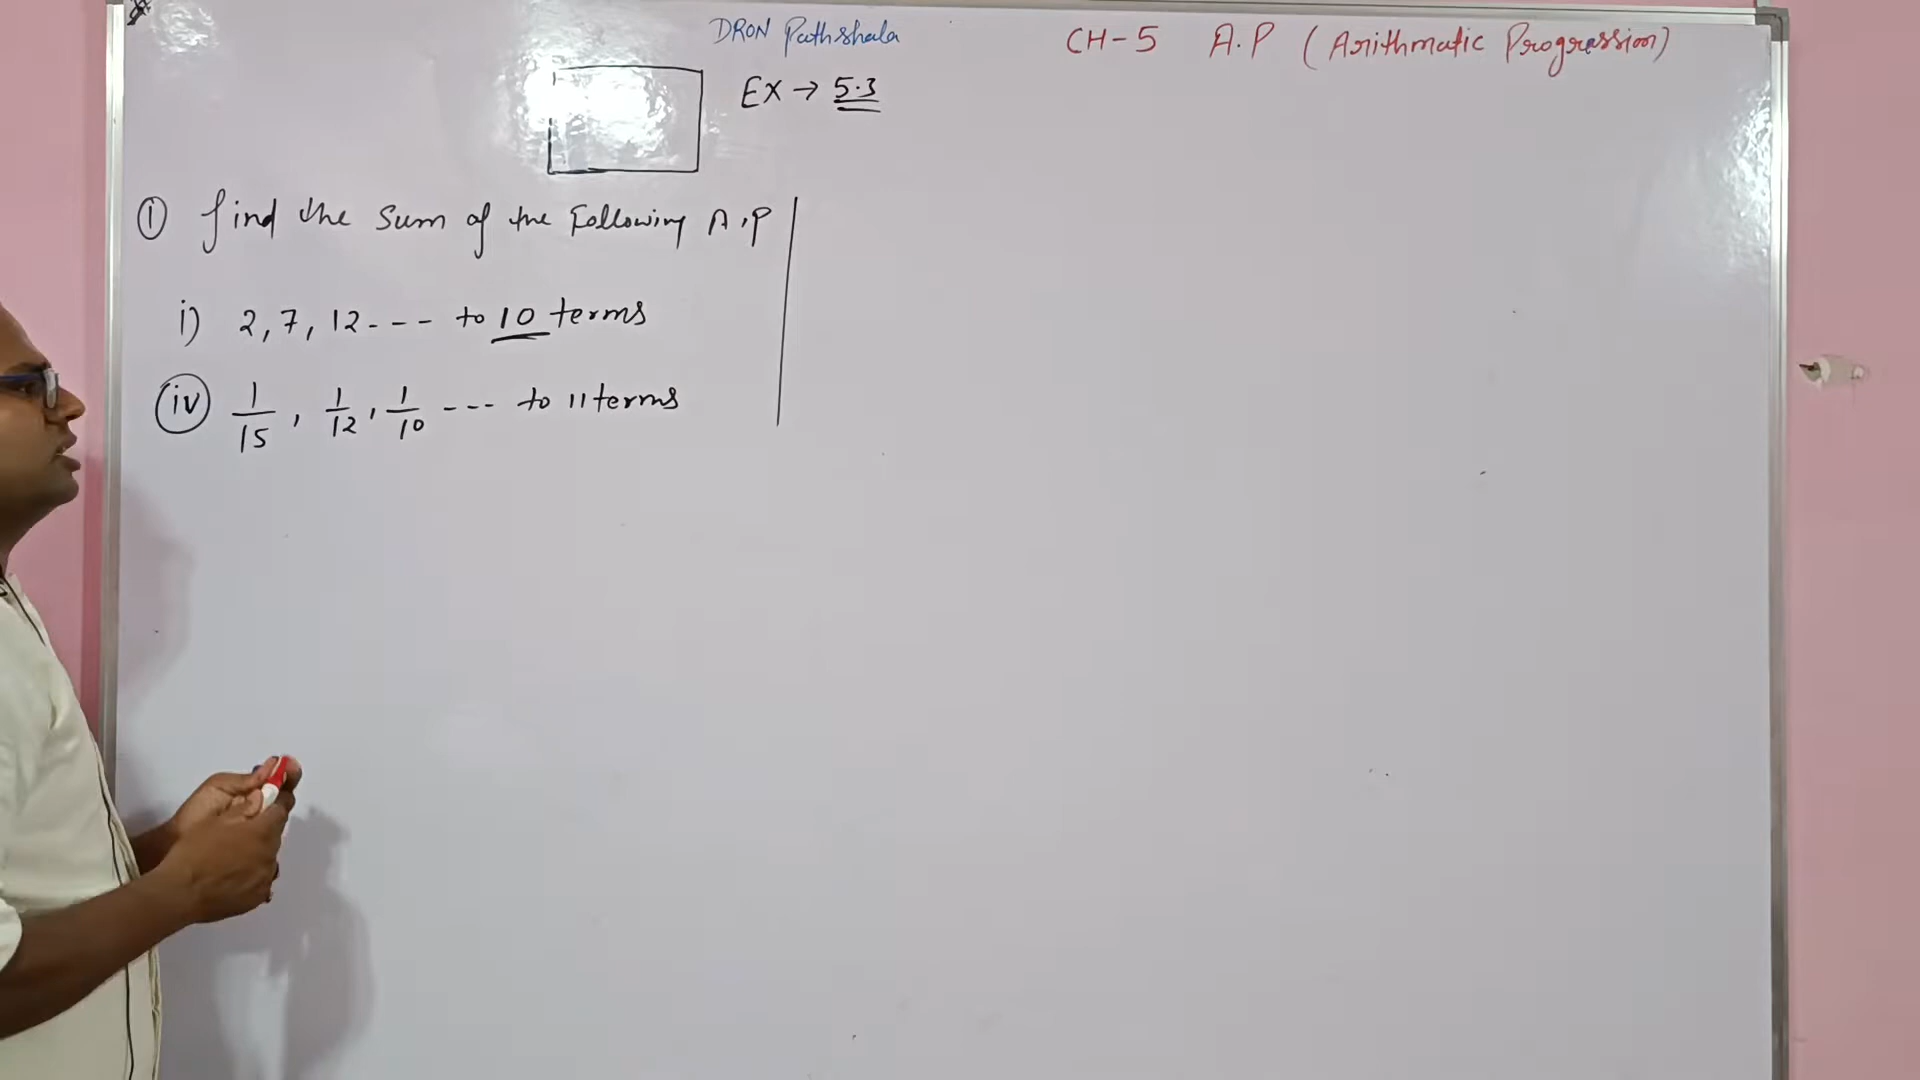 DRON Pathshala
CH-5 A.P (Arithmatic Progression)
EX → 5.3
① find the Sum of the Following A.P
i) 2, 7, 12 - - - to 10 terms
iv) 1/15, 1/12, 1/10 - - - to 11 terms